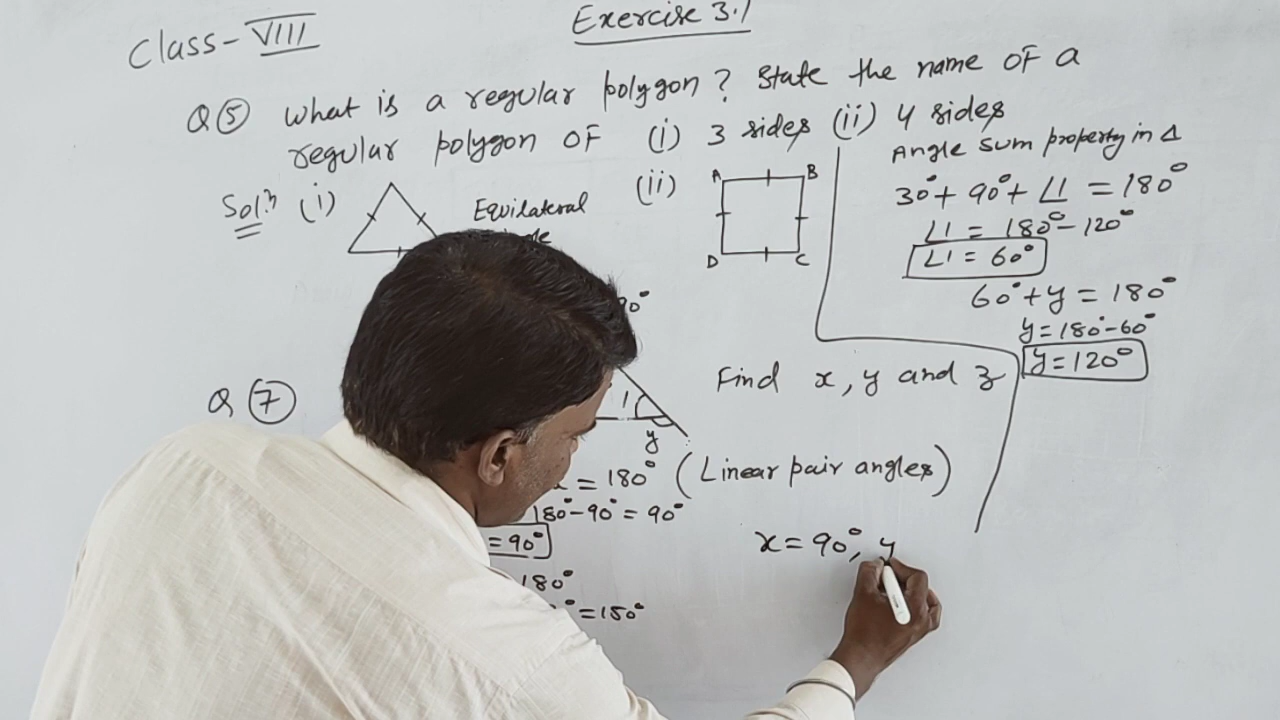 Class-VIII
Exercise 3.1
Q ⑤ What is a regular polygon? State the name of a
regular polygon of (i) 3 sides (ii) 4 sides
Sol:n (i)
Equilateral
(ii)
A B
D C
Angle sum property in Δ
30° + 90° + ∠1 = 180°
∠1 = 180° - 120°
∠1 = 60°
60° + y = 180°
y = 180° - 60°
y = 120°
Q ⑦
1
y
Find x, y and z
= 180° (Linear pair angles)
180° - 90° = 90°
= 90°
180°
= 150°
x = 90°, y